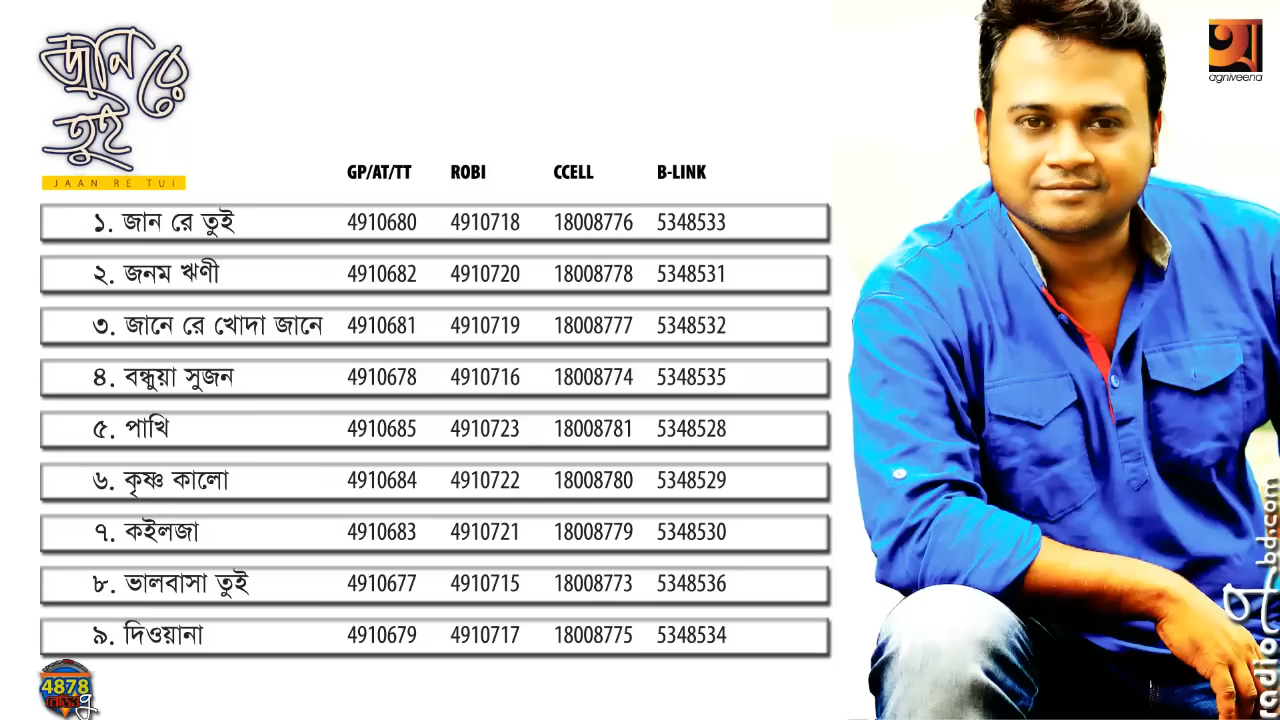 জান রে
তুই
JAAN RE TUI
agniveena
GP/AT/TT ROBI CCELL B-LINK
১. জান রে তুই 4910680 4910718 18008776 5348533
২. জনম ঋণী 4910682 4910720 18008778 5348531
৩. জানে রে খোদা জানে 4910681 4910719 18008777 5348532
৪. বন্ধুয়া সুজন 4910678 4910716 18008774 5348535
৫. পাখি 4910685 4910723 18008781 5348528
৬. কৃষ্ণ কালো 4910684 4910722 18008780 5348529
৭. কইলজা 4910683 4910721 18008779 5348530
৮. ভালবাসা তুই 4910677 4910715 18008773 5348536
৯. দিওয়ানা 4910679 4910717 18008775 5348534
4878
radio g bd.com